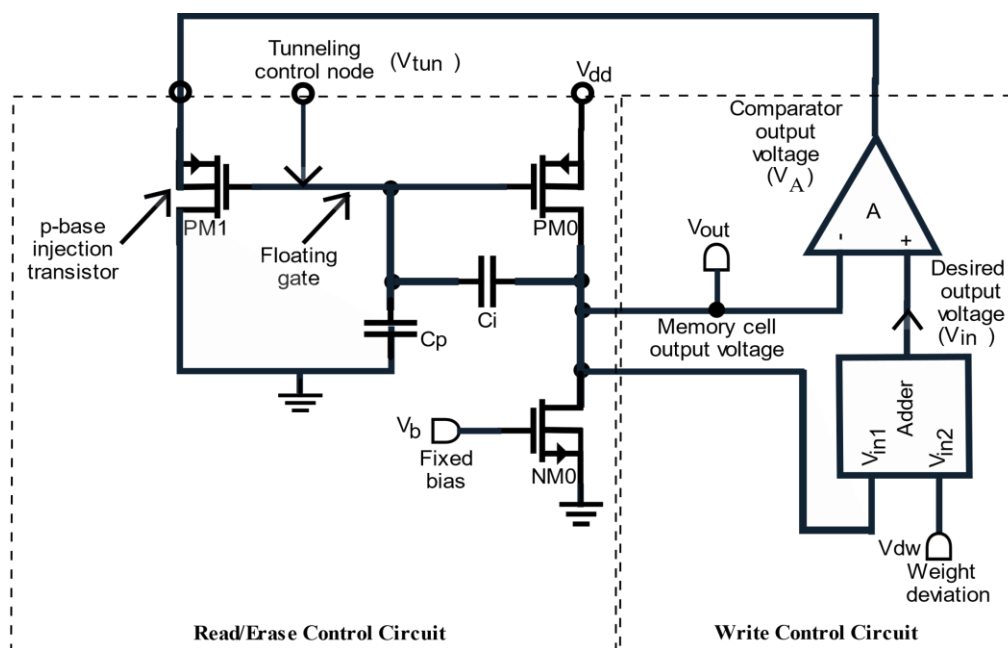 Tunneling
control node
(Vtun )
Vdd
Comparator
output
voltage
(VA)
A
- +
p-base
injection
transistor
PM1
Floating
gate
PM0
Vout
Ci
Cp
Memory cell
output voltage
Desired
output
voltage
(Vin )
Vb
Fixed
bias
NM0
Adder
Vin1
Vin2
Vdw
Weight
deviation
Read/Erase Control Circuit
Write Control Circuit